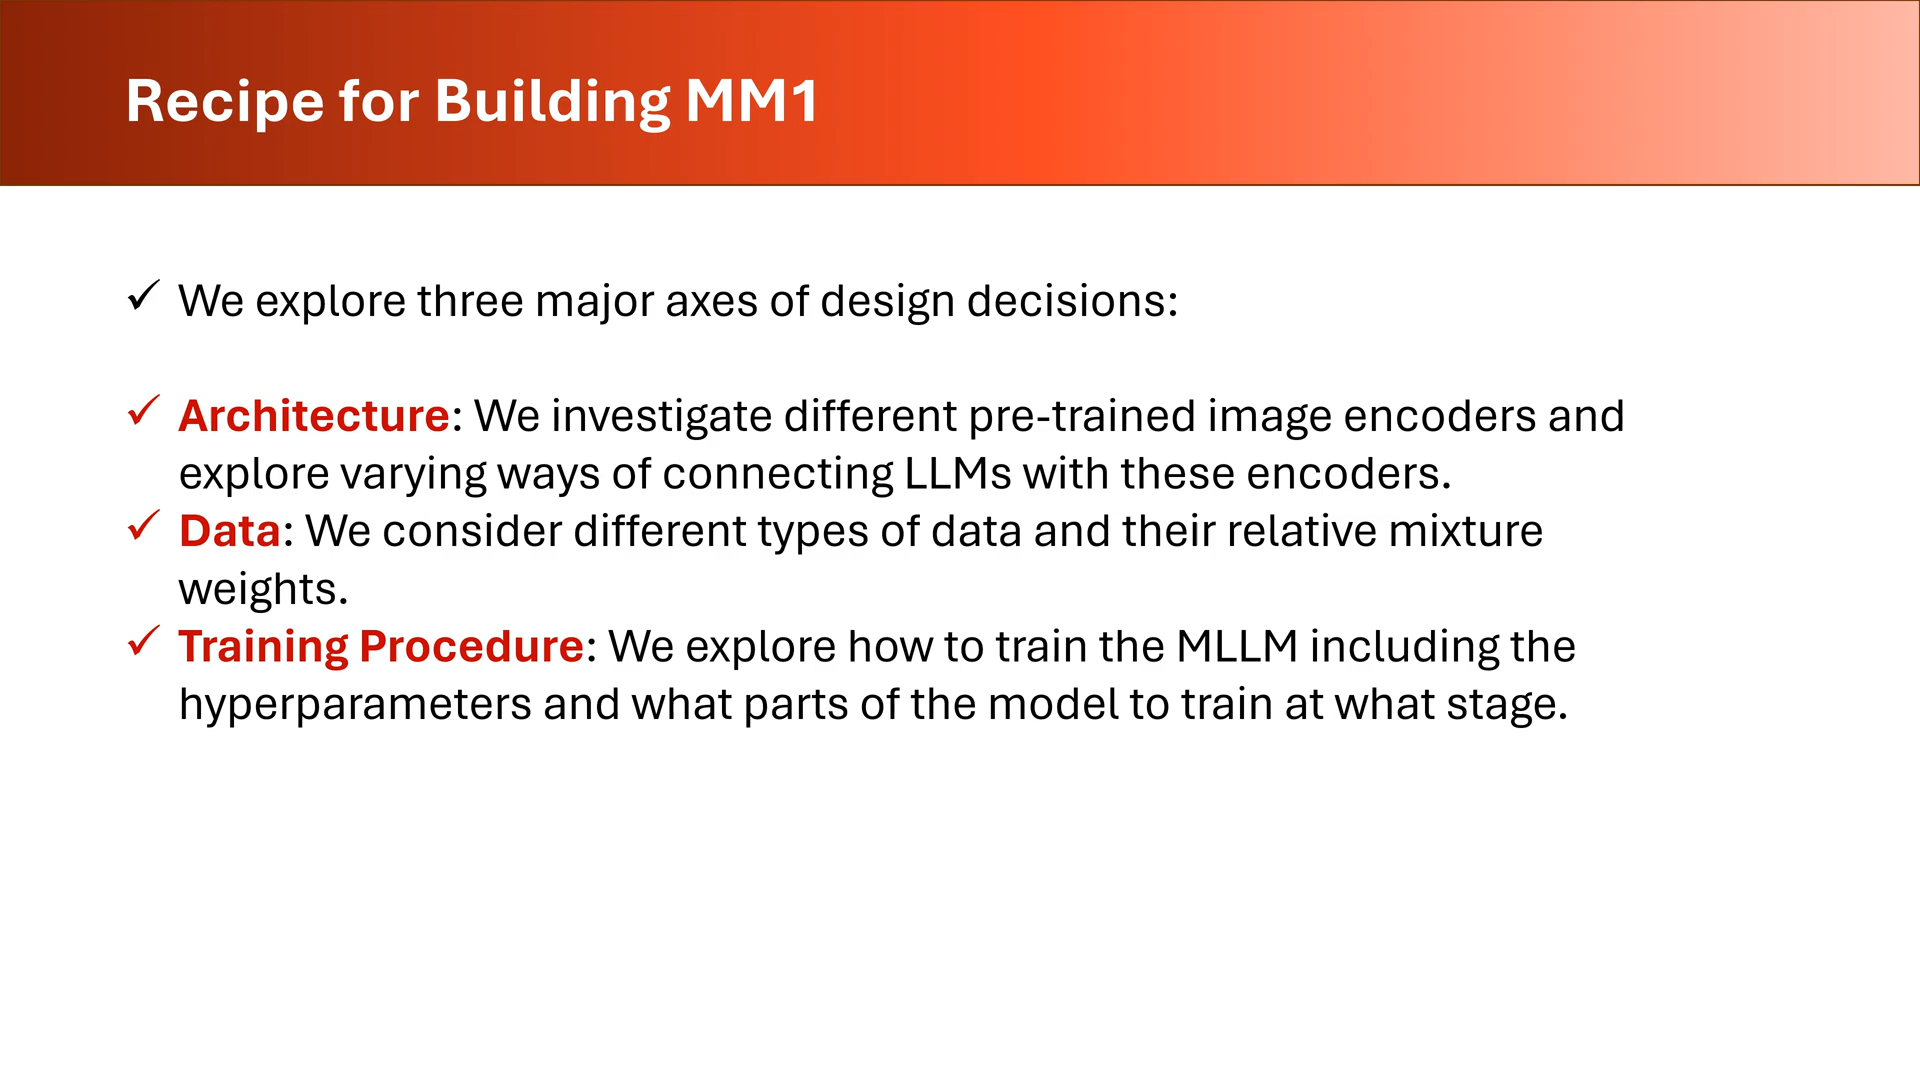 Recipe for Building MM1
✓ We explore three major axes of design decisions:
✓ Architecture: We investigate different pre-trained image encoders and
explore varying ways of connecting LLMs with these encoders.
✓ Data: We consider different types of data and their relative mixture
weights.
✓ Training Procedure: We explore how to train the MLLM including the
hyperparameters and what parts of the model to train at what stage.